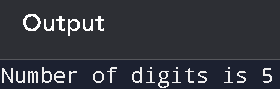 Output
Number of digits is 5